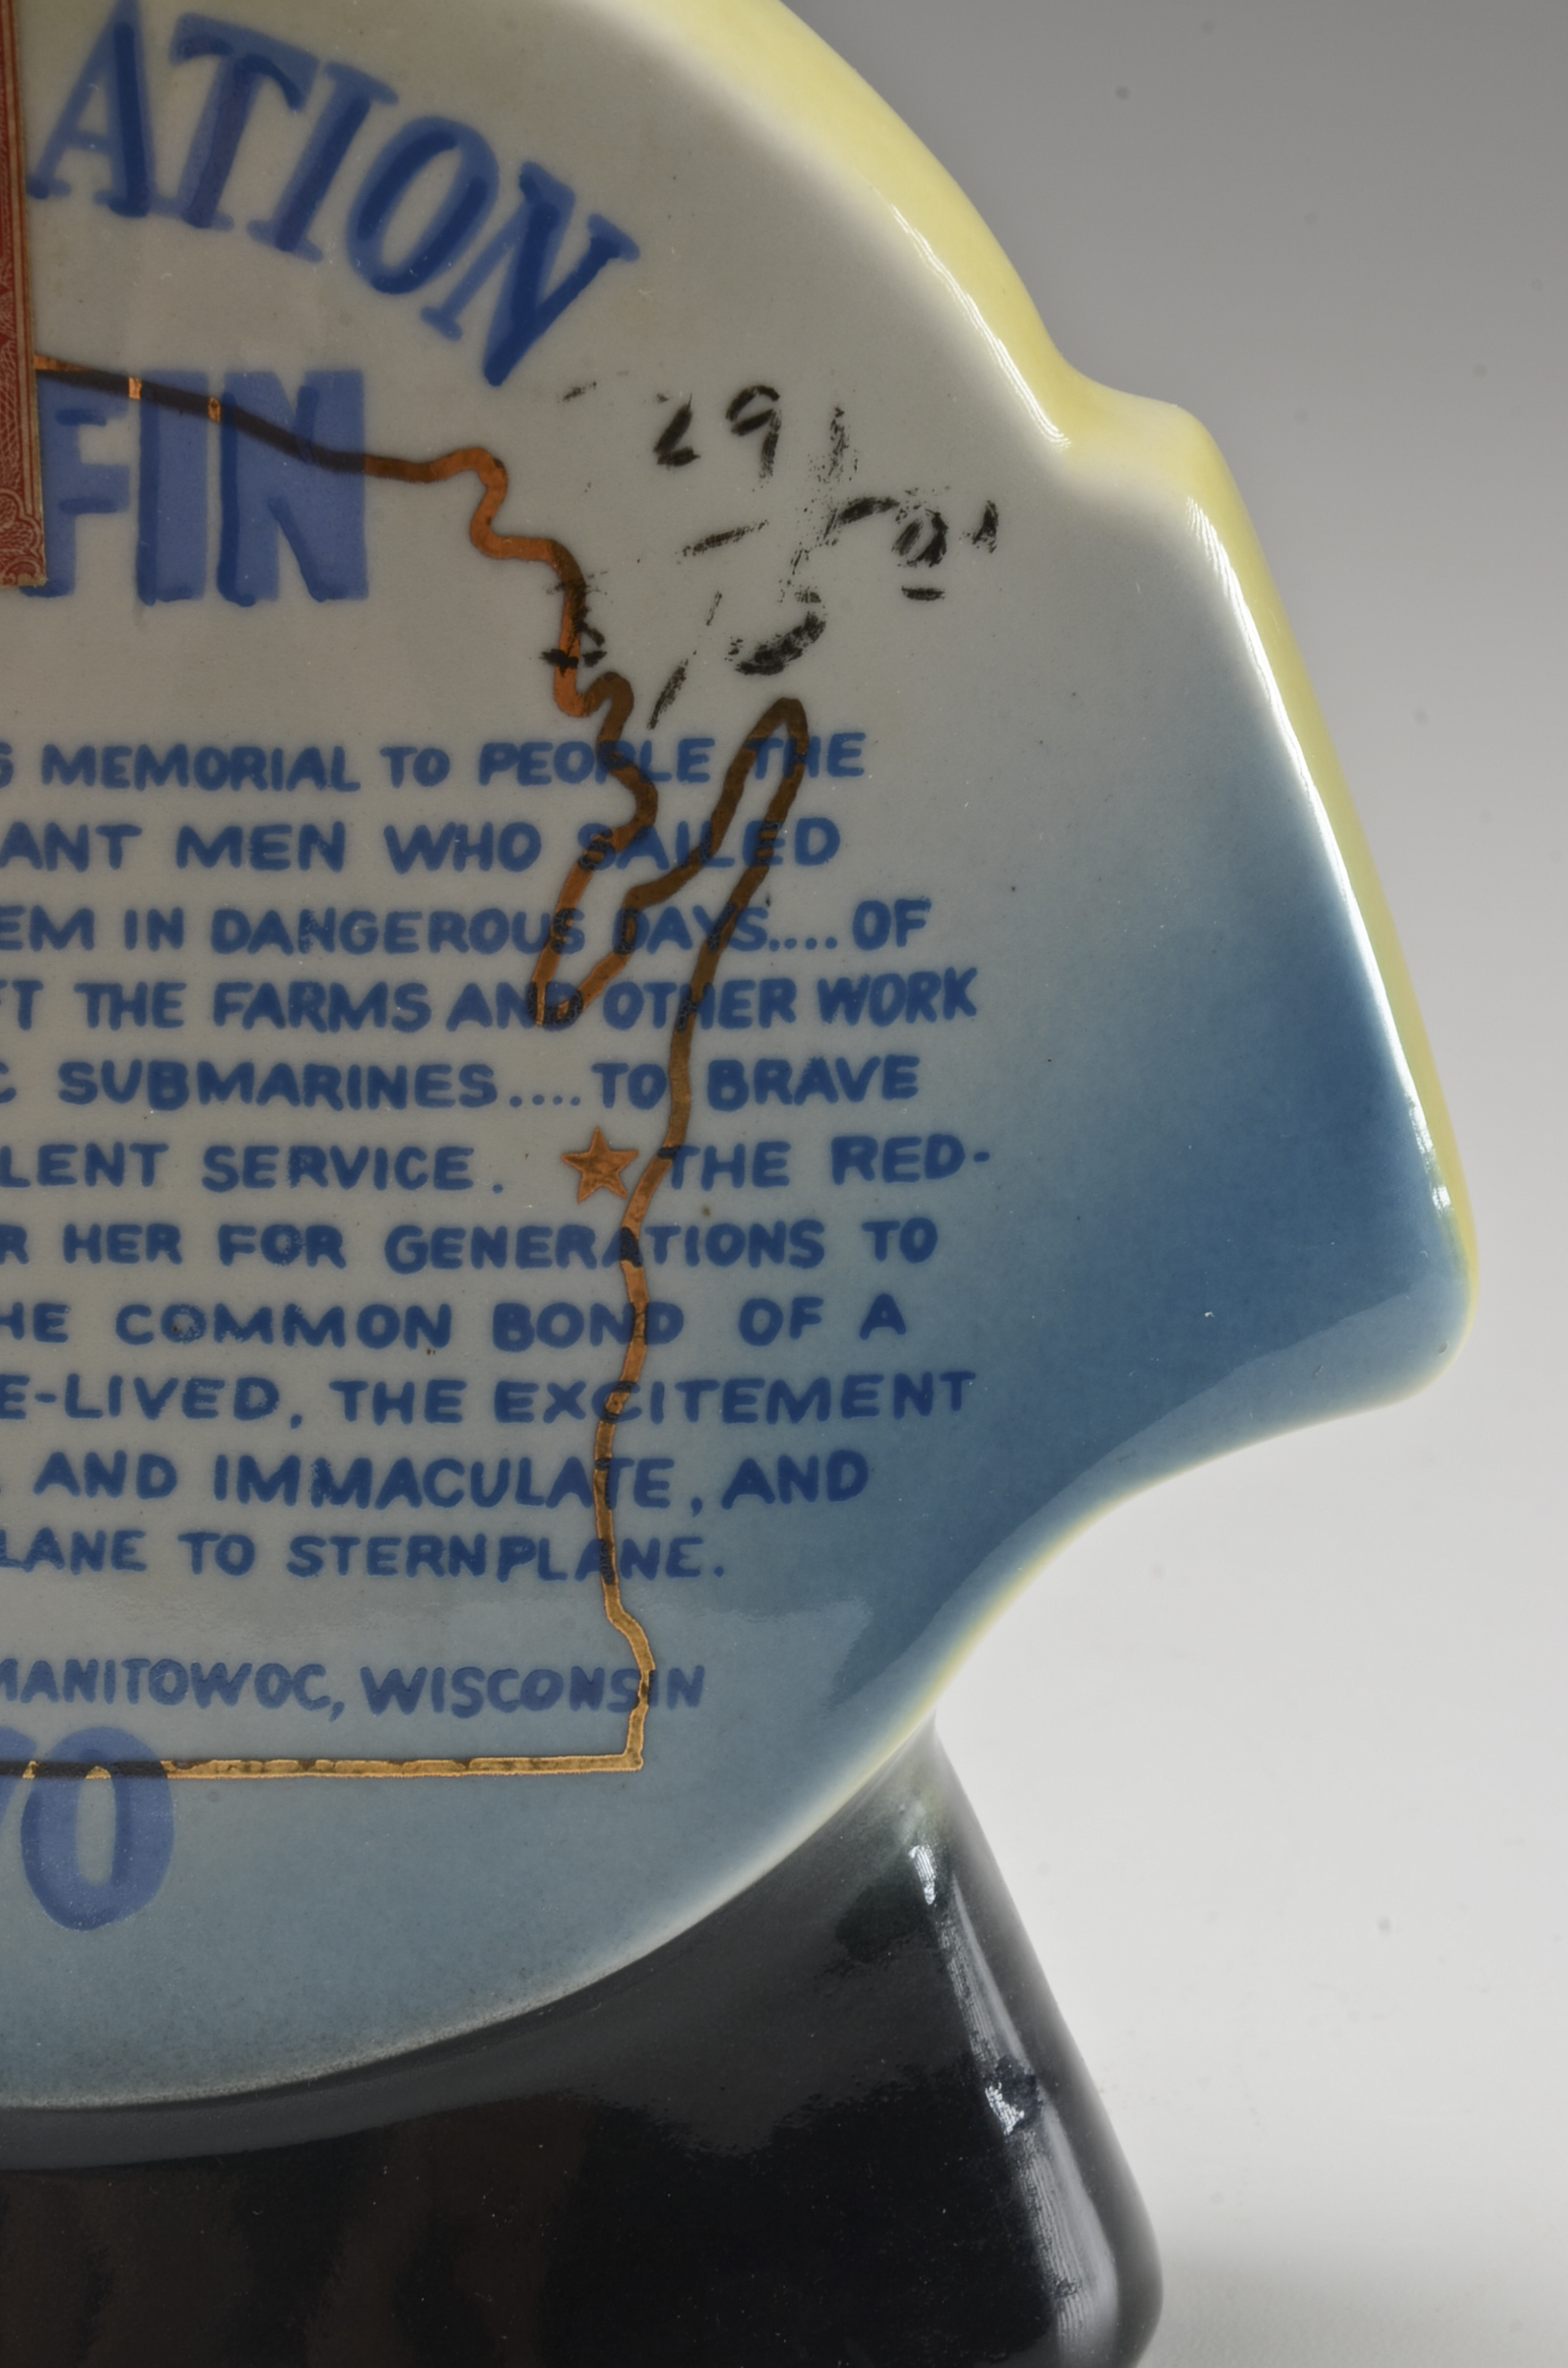 ATION
FIN
S MEMORIAL TO PEOPLE THE
ANT MEN WHO SAILED
EM IN DANGEROUS DAYS.... OF
FT THE FARMS AND OTHER WORK
C SUBMARINES.... TO BRAVE
LENT SERVICE. ★ THE RED-
R HER FOR GENERATIONS TO
HE COMMON BOND OF A
E-LIVED, THE EXCITEMENT
AND IMMACULATE, AND
LANE TO STERNPLANE.
MANITOWOC, WISCONSIN
70